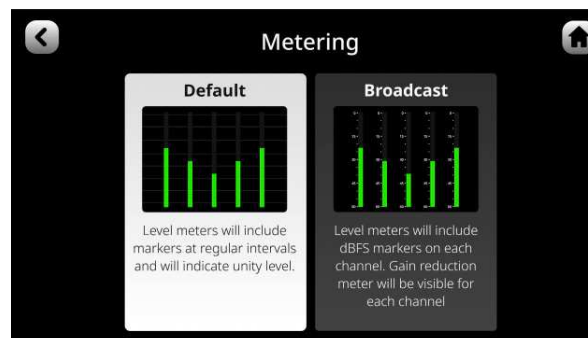 Metering
Default
Level meters will include
markers at regular intervals
and will indicate unity level.
Broadcast
Level meters will include
dBFS markers on each
channel. Gain reduction
meter will be visible for
each channel